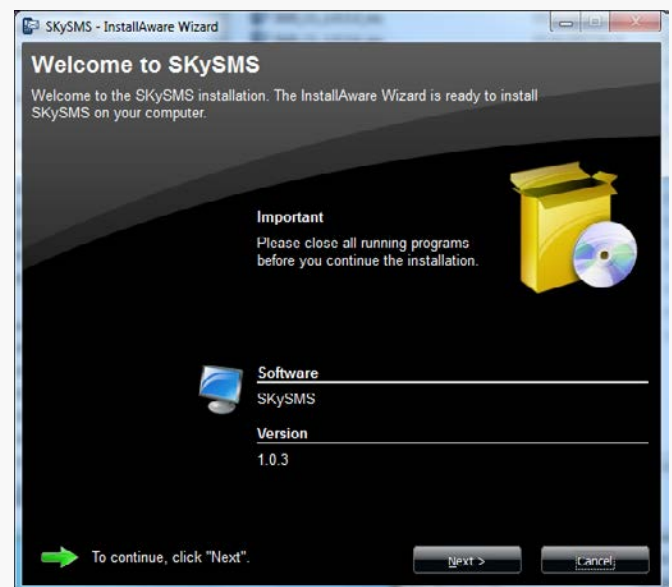 SKySMS - InstallAware Wizard
Welcome to SKySMS
Welcome to the SKySMS installation. The InstallAware Wizard is ready to install
SKySMS on your computer.
Important
Please close all running programs
before you continue the installation.
Software
SKySMS
Version
1.0.3
To continue, click "Next".
Next >
Cancel